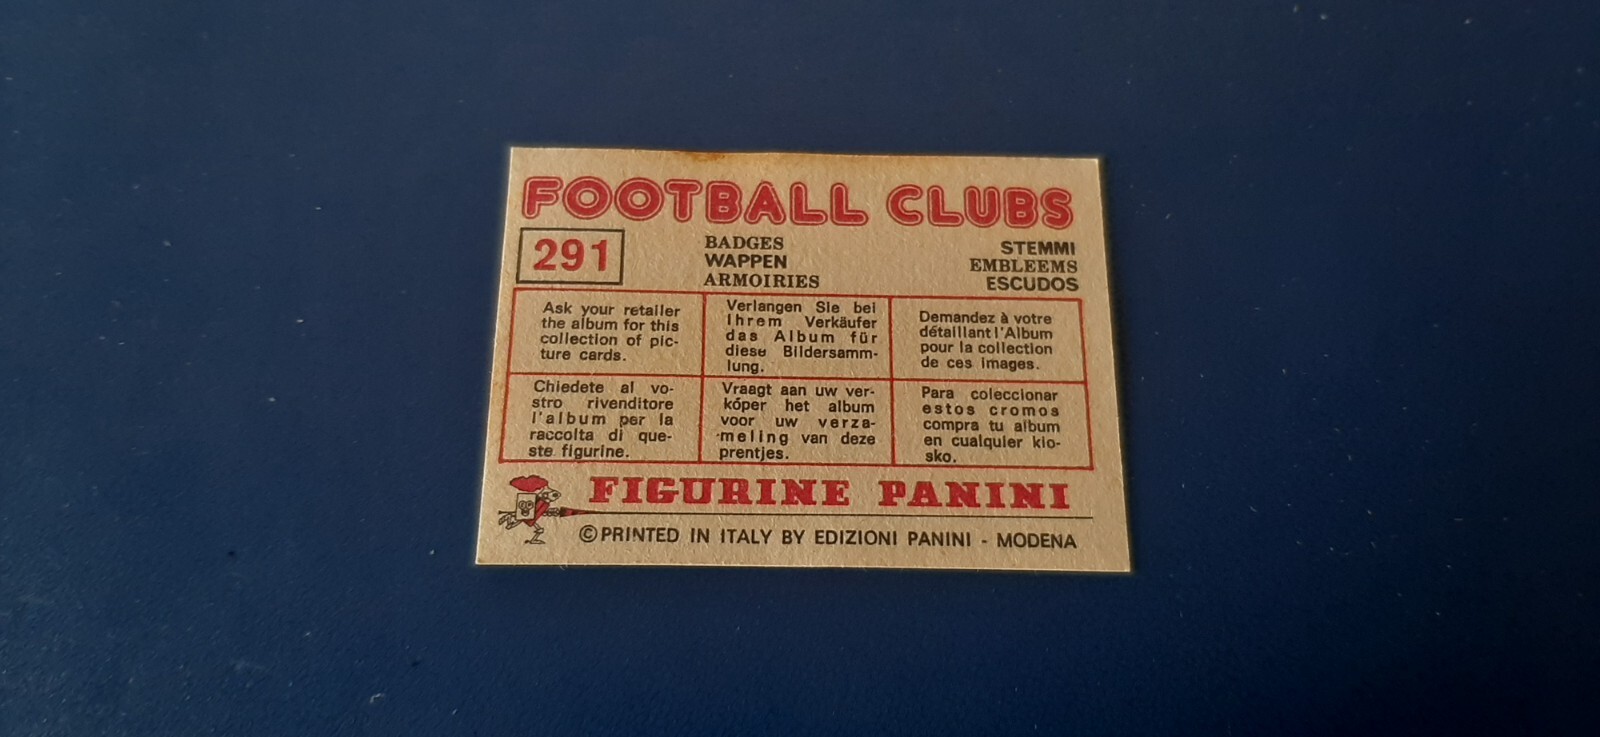 FOOTBALL CLUBS
291
BADGES
WAPPEN
ARMOIRIES
STEMMI
EMBLEEMS
ESCUDOS
Ask your retailer
the album for this
collection of pic-
ture cards.
Verlangen Sie bei
Ihrem Verkäufer
das Album für
diese Bildersamm-
lung.
Demandez à votre
détaillant l'Album
pour la collection
de ces images.
Chiedete al vo-
stro rivenditore
l'album per la
raccolta di que-
ste figurine.
Vraagt aan uw ver-
kóper het album
voor uw verza-
meling van deze
prentjes.
Para coleccionar
estos cromos
compra tu album
en cualquier kio-
sko.
FIGURINE PANINI
©PRINTED IN ITALY BY EDIZIONI PANINI - MODENA